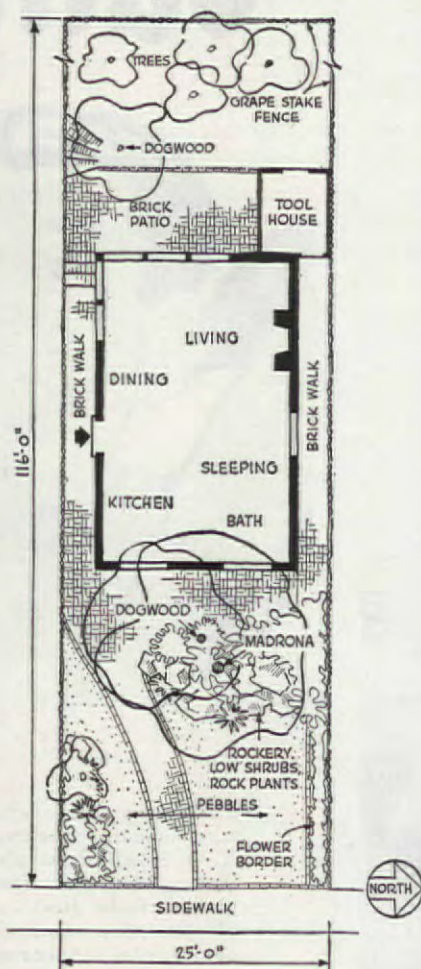 TREES
GRAPE STAKE
FENCE
DOGWOOD
BRICK
PATIO
TOOL
HOUSE
LIVING
BRICK WALK
DINING
BRICK WALK
116'-0"
SLEEPING
KITCHEN
BATH
DOGWOOD
MADRONA
ROCKERY,
LOW SHRUBS,
ROCK PLANTS
PEBBLES
FLOWER
BORDER
NORTH
SIDEWALK
25'-0"